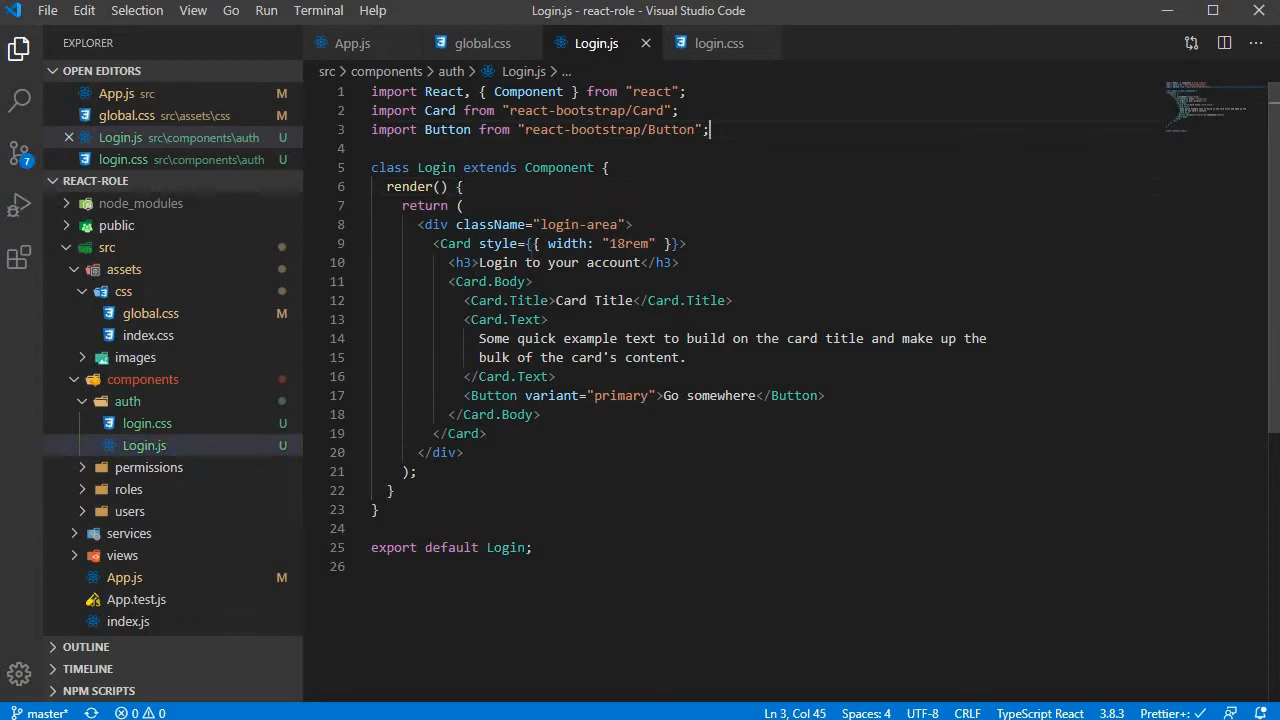 File Edit Selection View Go Run Terminal Help Login.js - react-role - Visual Studio Code
EXPLORER
OPEN EDITORS
App.js src M
global.css src\assets\css M
Login.js src\components\auth U
login.css src\components\auth U
REACT-ROLE
node_modules
public
src
assets
css
global.css M
index.css
images
components
auth
login.css U
Login.js U
permissions
roles
users
services
views
App.js M
App.test.js
index.js
OUTLINE
TIMELINE
NPM SCRIPTS
7
App.js global.css Login.js login.css
src > components > auth > Login.js > ...
1 import React, { Component } from "react";
2 import Card from "react-bootstrap/Card";
3 import Button from "react-bootstrap/Button";
4
5 class Login extends Component {
6 render() {
7 return (
8 <div className="login-area">
9 <Card style={{ width: "18rem" }}>
10 <h3>Login to your account</h3>
11 <Card.Body>
12 <Card.Title>Card Title</Card.Title>
13 <Card.Text>
14 Some quick example text to build on the card title and make up the
15 bulk of the card's content.
16 </Card.Text>
17 <Button variant="primary">Go somewhere</Button>
18 </Card.Body>
19 </Card>
20 </div>
21 );
22 }
23 }
24
25 export default Login;
26
master* 0 0 Ln 3, Col 45 Spaces: 4 UTF-8 CRLF TypeScript React 3.8.3 Prettier+: ✓